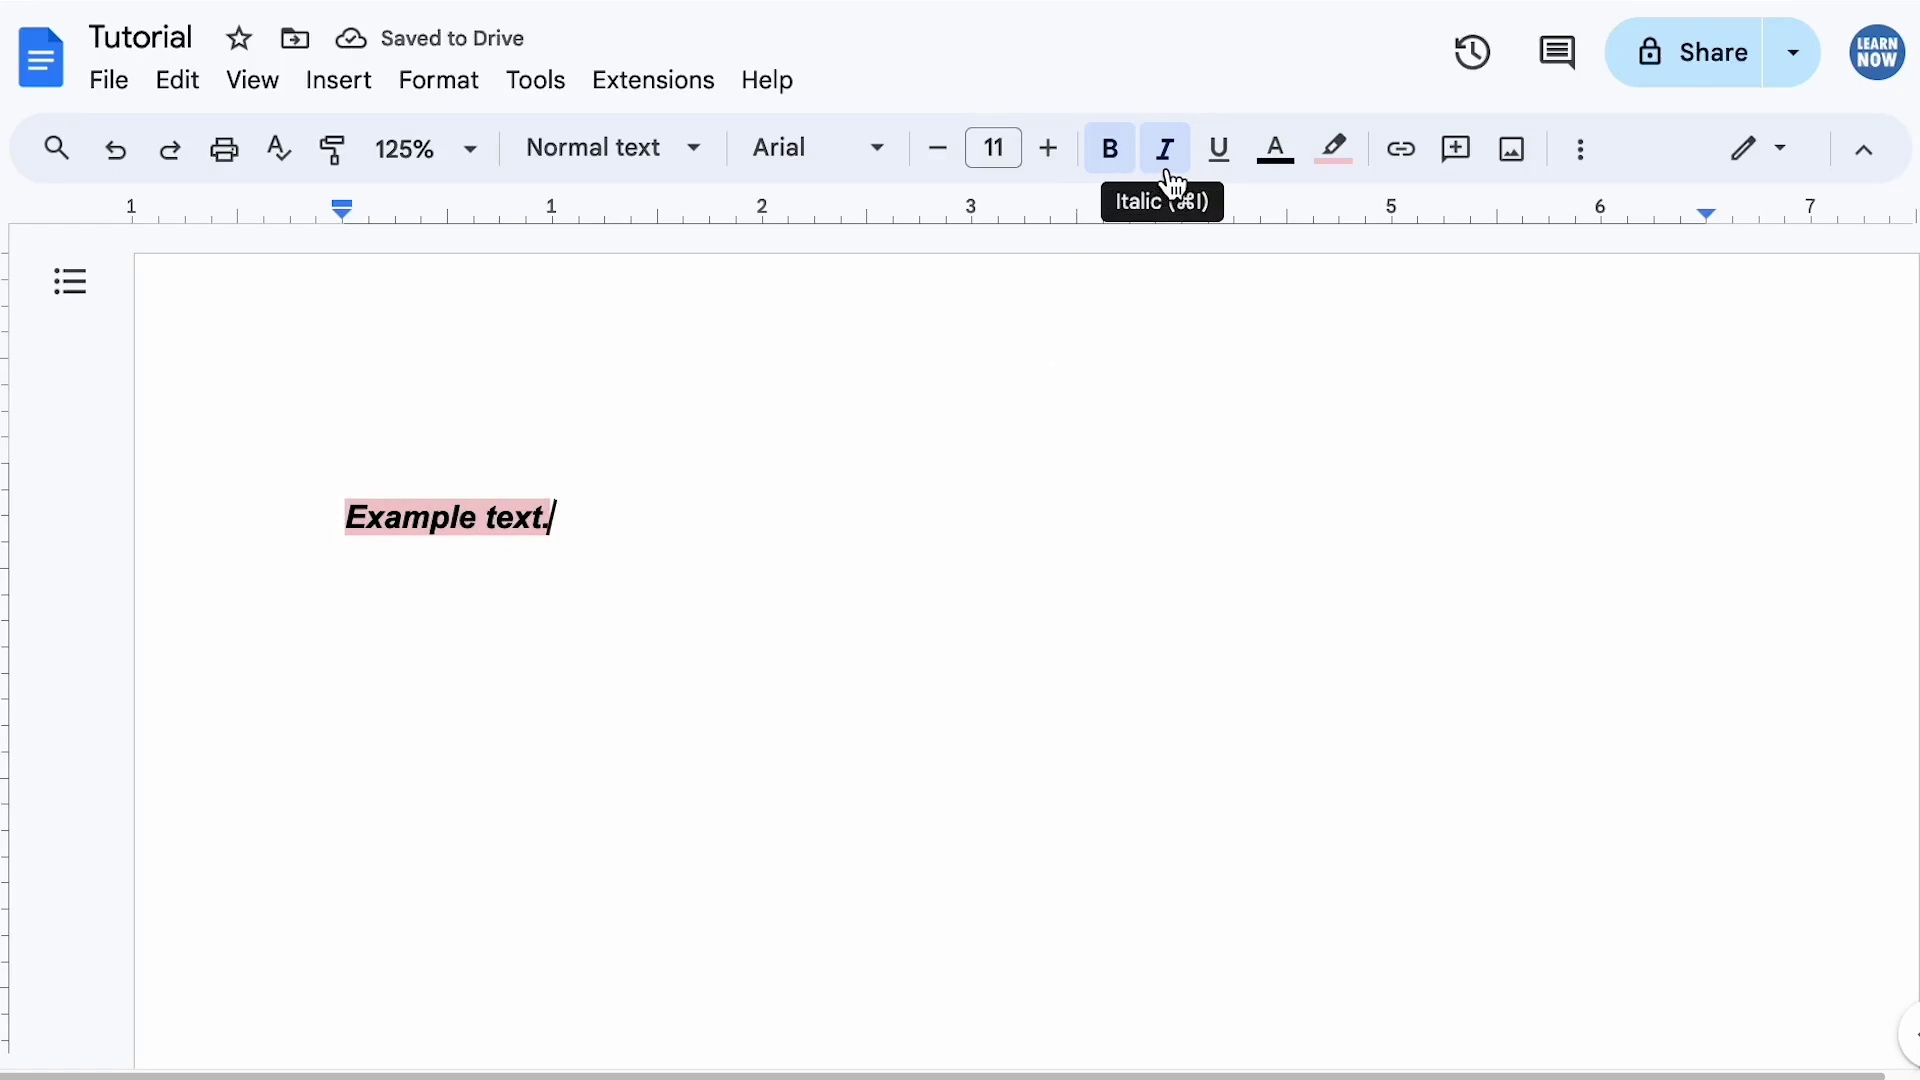 Tutorial Saved to Drive
File Edit View Insert Format Tools Extensions Help
Share
LEARN
NOW
125% Normal text Arial 11 B I U A
Italic (⌘I)
1 1 2 3 5 6 7
Example text.